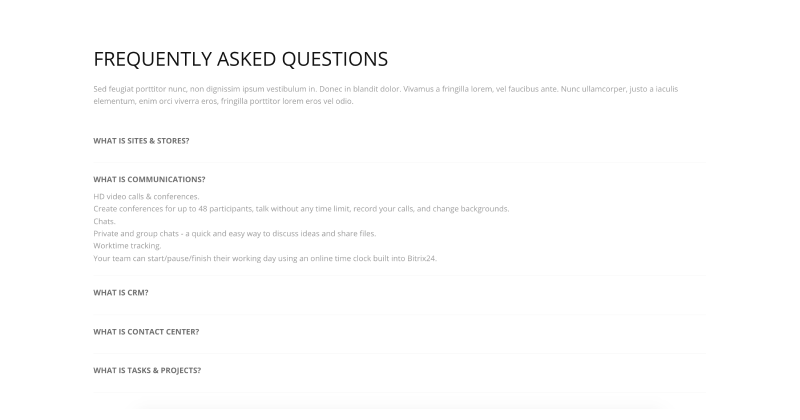 FREQUENTLY ASKED QUESTIONS
Sed feugiat porttitor nunc, non dignissim ipsum vestibulum in. Donec in blandit dolor. Vivamus a fringilla lorem, vel faucibus ante. Nunc ullamcorper, justo a iaculis
elementum, enim orci viverra eros, fringilla porttitor lorem eros vel odio.
WHAT IS SITES & STORES?
WHAT IS COMMUNICATIONS?
HD video calls & conferences.
Create conferences for up to 48 participants, talk without any time limit, record your calls, and change backgrounds.
Chats.
Private and group chats - a quick and easy way to discuss ideas and share files.
Worktime tracking.
Your team can start/pause/finish their working day using an online time clock built into Bitrix24.
WHAT IS CRM?
WHAT IS CONTACT CENTER?
WHAT IS TASKS & PROJECTS?